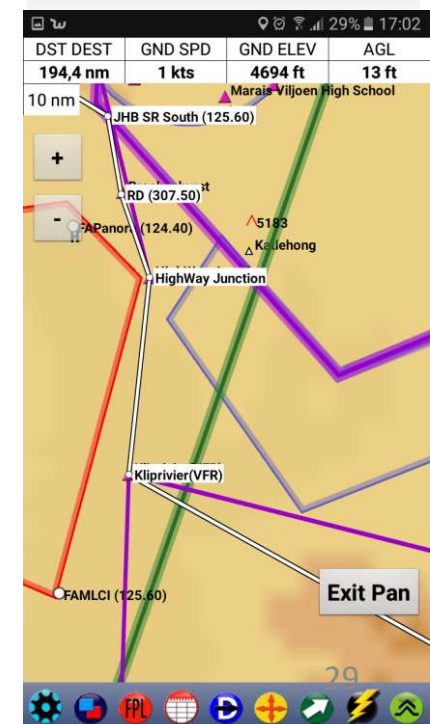 29% 17:02
DST DEST GND SPD GND ELEV AGL
194,4 nm 1 kts 4694 ft 13 ft
10 nm
Marais Viljoen High School
JHB SR South (125.60)
+
RD (307.50)
-
FAPanor (124.40)
5183
Katlehong
HighWay Junction
Kliprivier(VFR)
FAMLCI (125.60)
Exit Pan
29
FPL
D